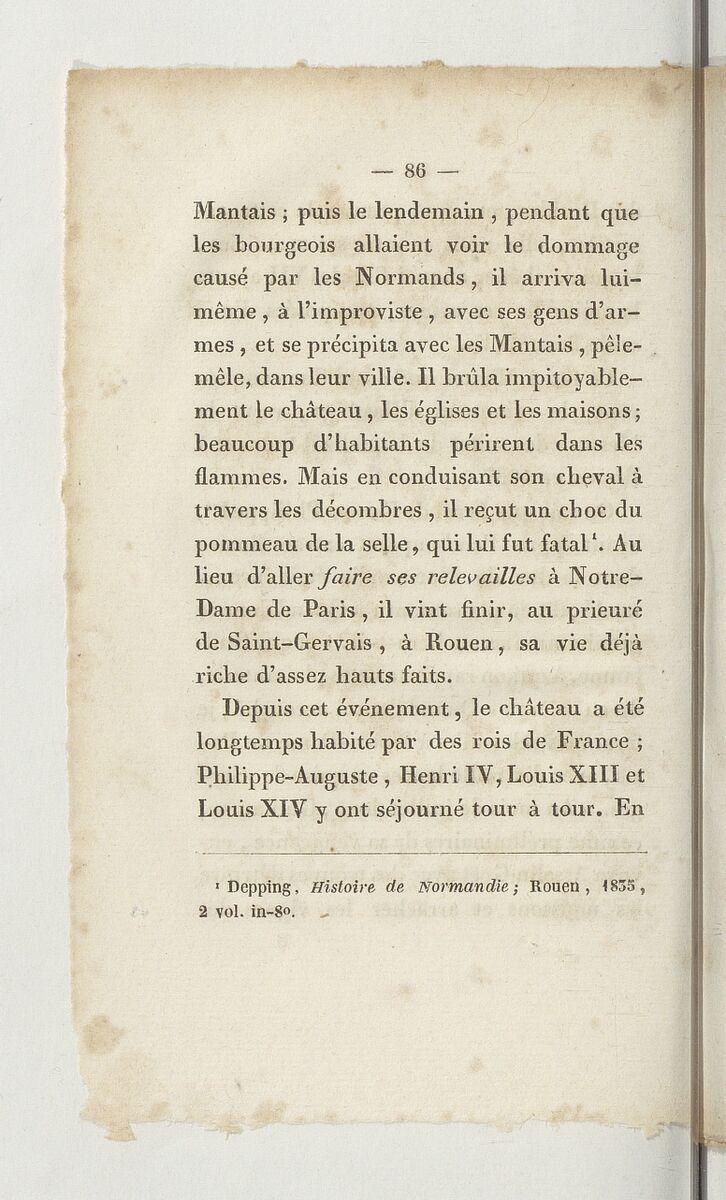 — 86 —
Mantais ; puis le lendemain , pendant que
les bourgeois allaient voir le dommage
causé par les Normands , il arriva lui-
même , à l'improviste , avec ses gens d'ar-
mes , et se précipita avec les Mantais , pêle-
mêle, dans leur ville. Il brûla impitoyable-
ment le château , les églises et les maisons ;
beaucoup d'habitants périrent dans les
flammes. Mais en conduisant son cheval à
travers les décombres , il reçut un choc du
pommeau de la selle, qui lui fut fatal¹. Au
lieu d'aller faire ses relevailles à Notre-
Dame de Paris , il vint finir, au prieuré
de Saint-Gervais , à Rouen, sa vie déjà
riche d'assez hauts faits.
Depuis cet événement, le château a été
longtemps habité par des rois de France ;
Philippe-Auguste , Henri IV, Louis XIII et
Louis XIV y ont séjourné tour à tour. En
¹ Depping, Histoire de Normandie ; Rouen , 1835 ,
2 vol. in-8o.